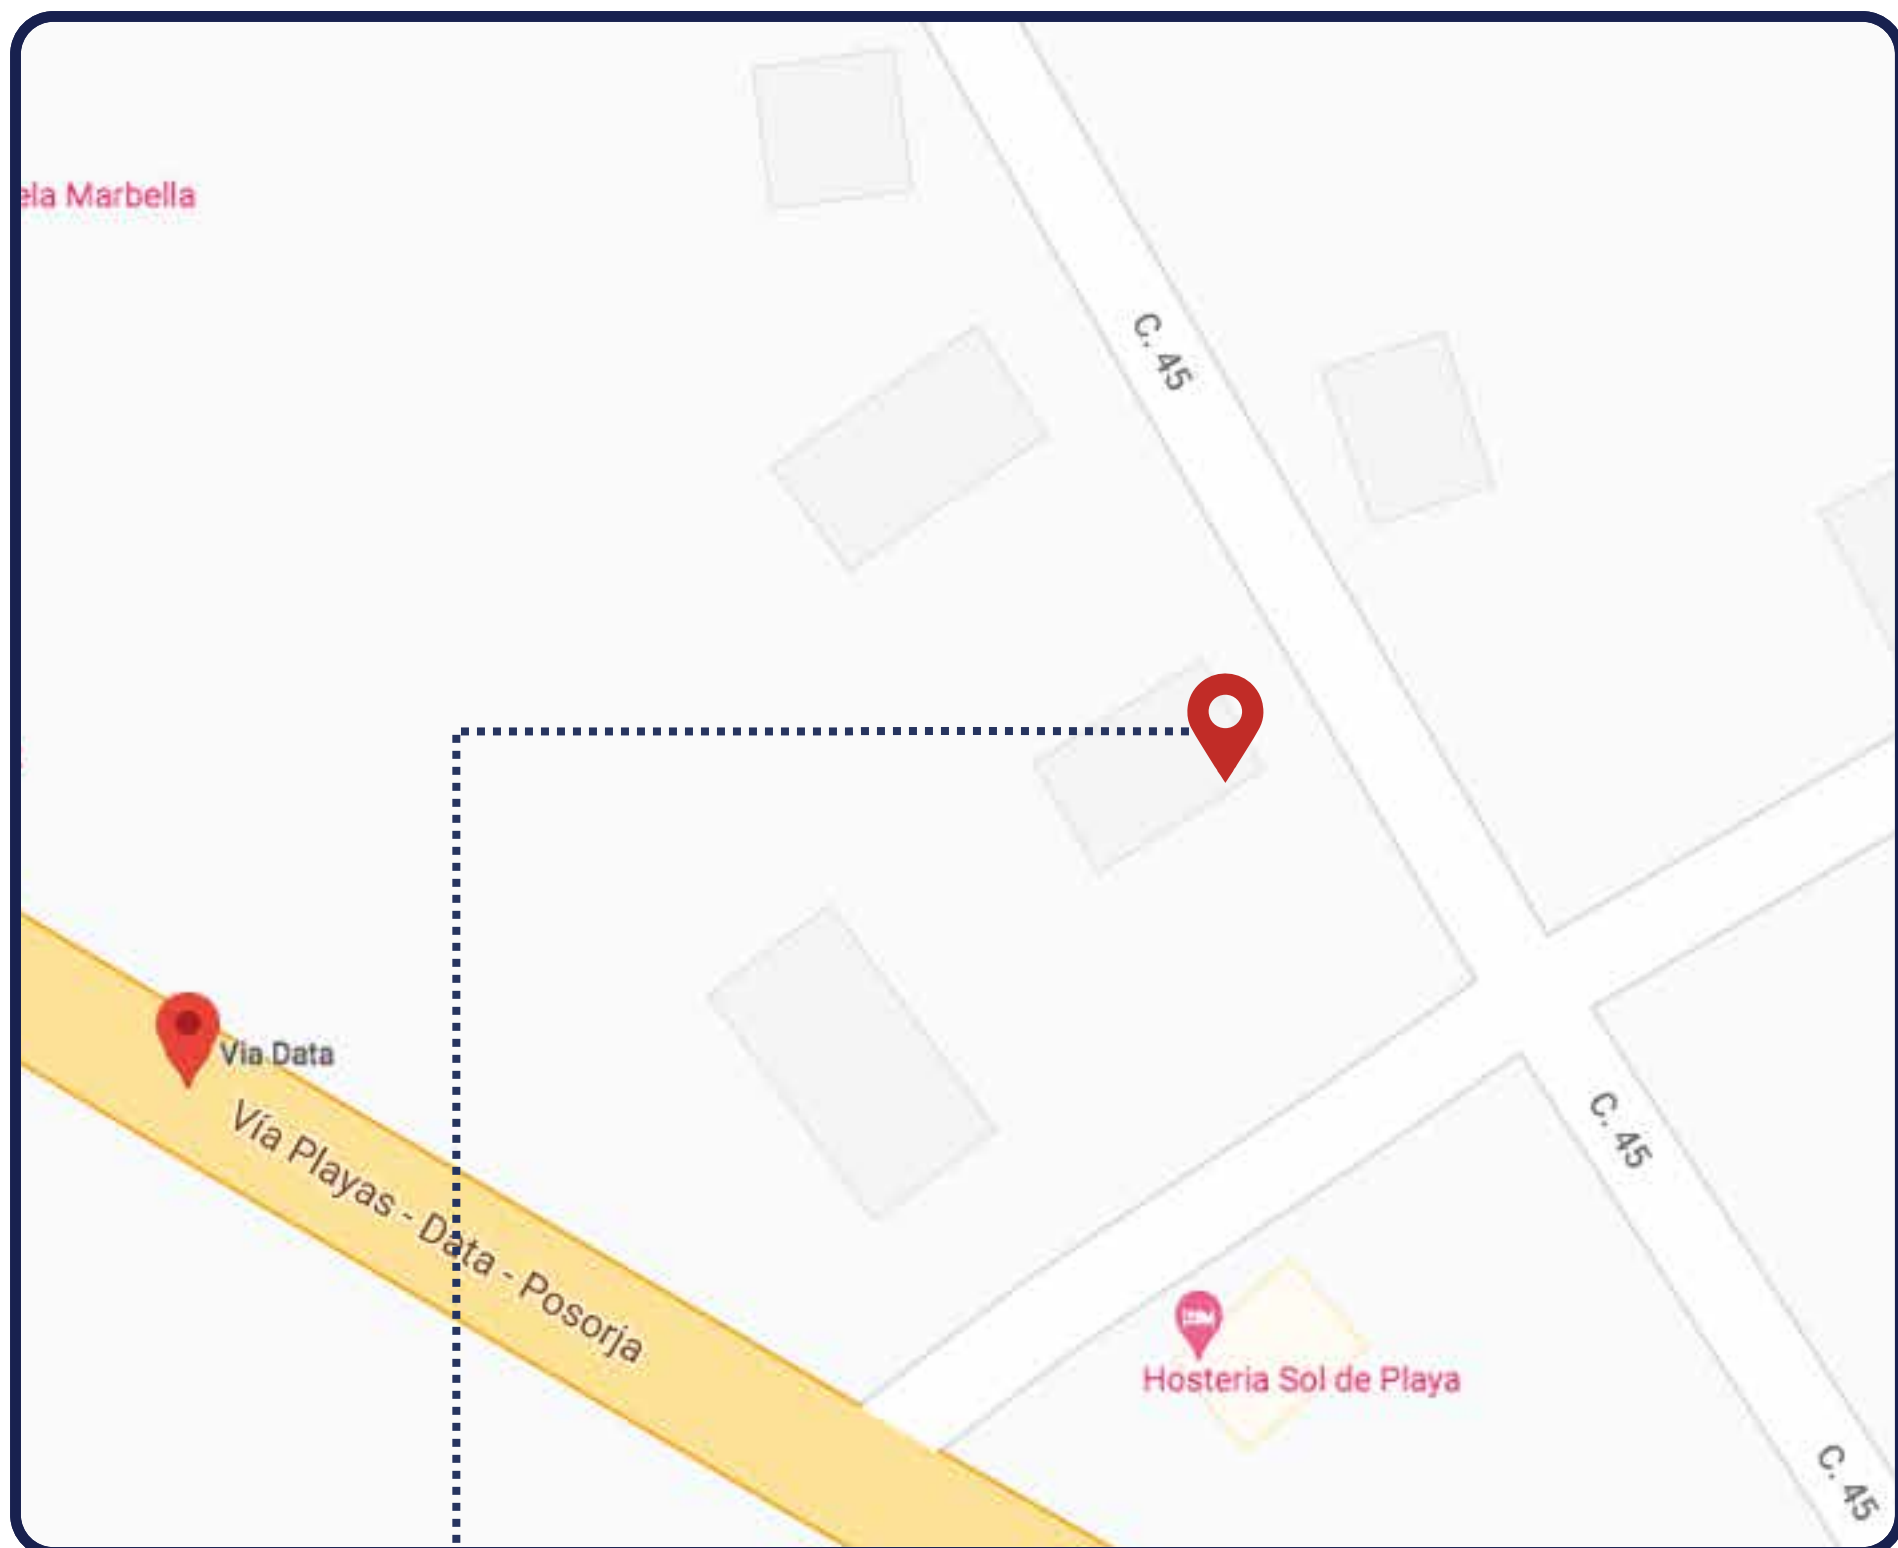 ela Marbella
C. 45
Via Data
Vía Playas - Data - Posorja
C. 45
Hosteria Sol de Playa
C. 45